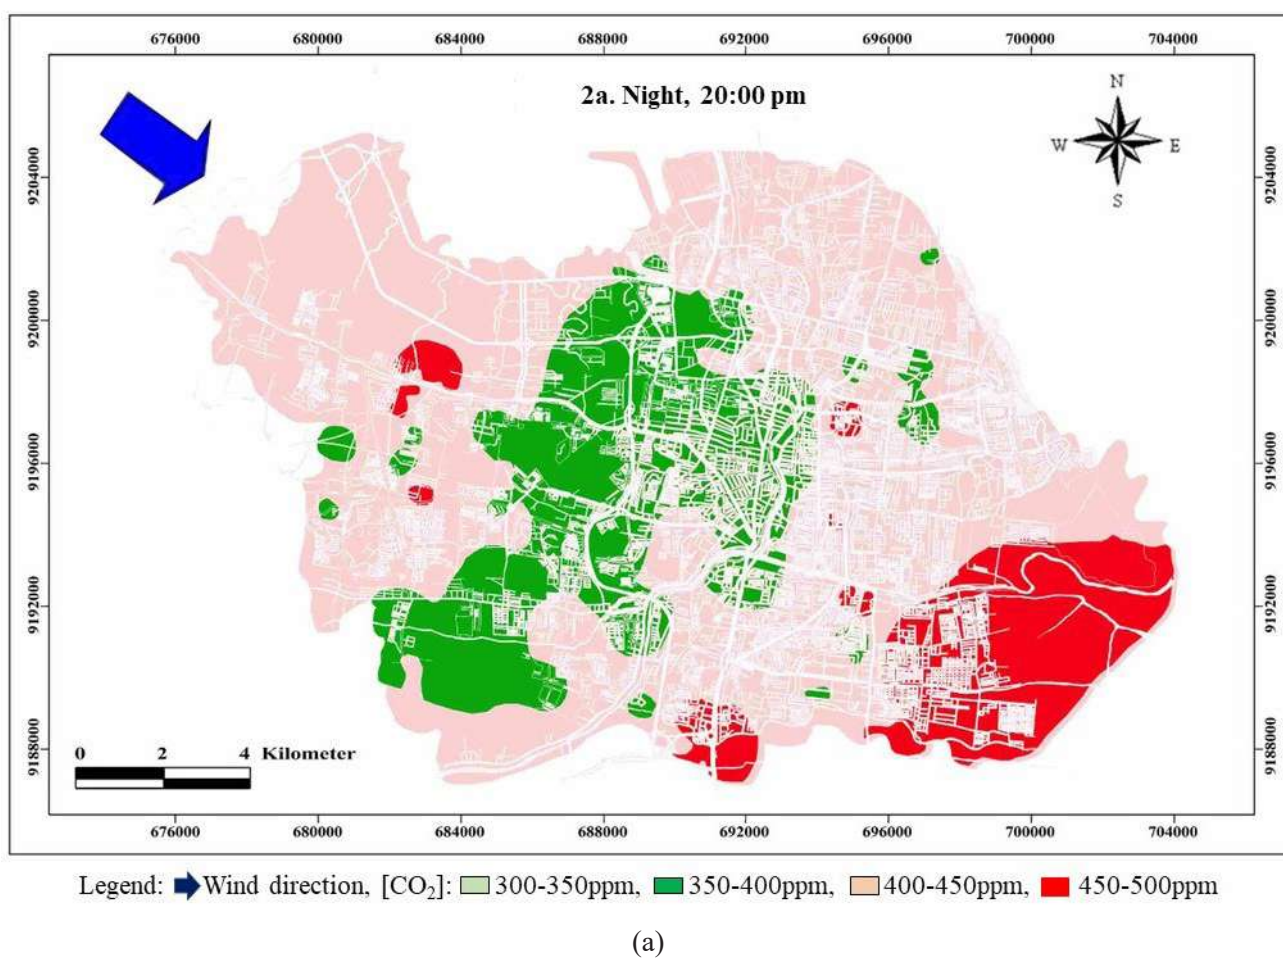 676000 680000 684000 688000 692000 696000 700000 704000
2a. Night, 20:00 pm
N
W E
S
9204000 9204000
9200000 9200000
9196000 9196000
9192000 9192000
9188000 9188000
0 2 4 Kilometer
676000 680000 684000 688000 692000 696000 700000 704000
Legend: Wind direction, [CO₂]: 300-350ppm, 350-400ppm, 400-450ppm, 450-500ppm
(a)